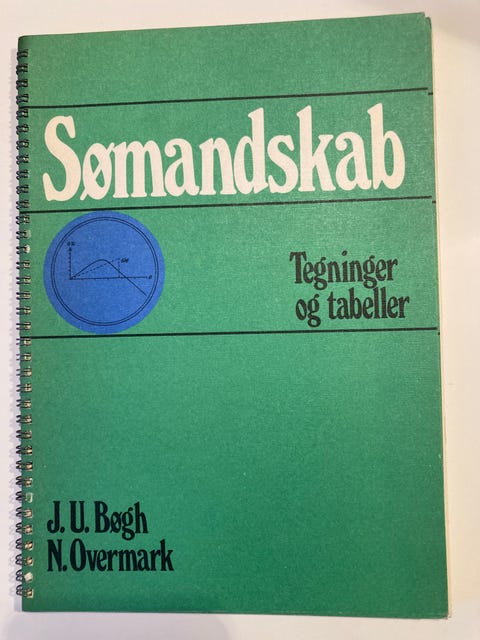 Sømandskab
Tegninger
og tabeller
J. U. Bøgh
N. Overmark